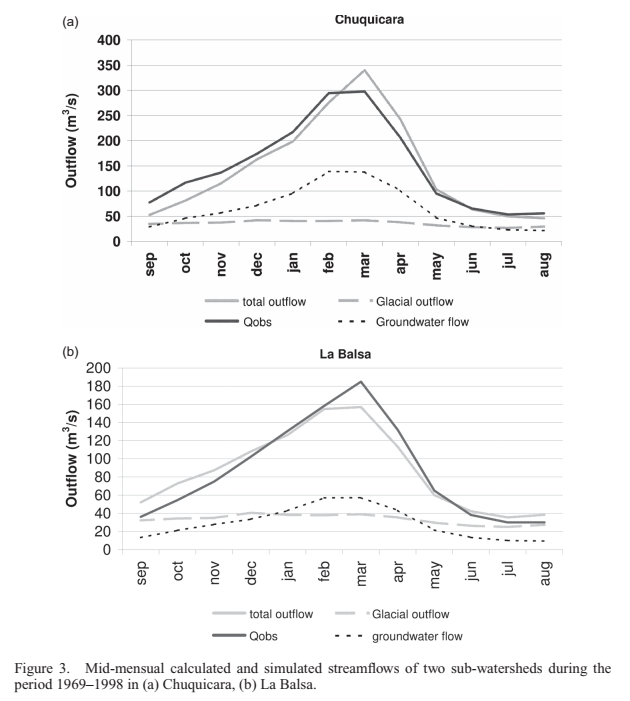 (a)
Chuquicara
Outflow (m³/s)
400
350
300
250
200
150
100
50
0
sep oct nov dec jan feb mar apr may jun jul aug
total outflow Glacial outflow
Qobs Groundwater flow
(b)
La Balsa
Outflow (m³/s)
200
180
160
140
120
100
80
60
40
20
0
sep oct nov dec jan feb mar apr may jun jul aug
total outflow Glacial outflow
Qobs groundwater flow
Figure 3. Mid-mensual calculated and simulated streamflows of two sub-watersheds during the
period 1969–1998 in (a) Chuquicara, (b) La Balsa.